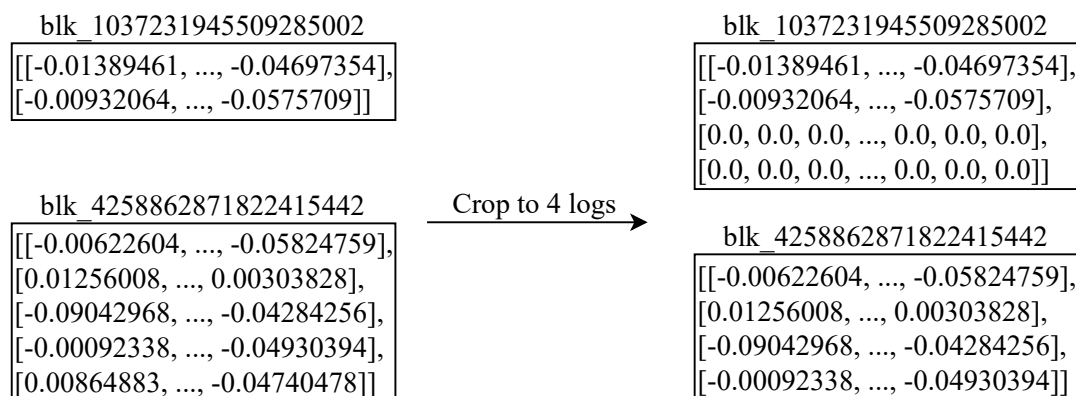 blk_1037231945509285002
[[-0.01389461, ..., -0.04697354],
[-0.00932064, ..., -0.0575709]]
blk_4258862871822415442
[[-0.00622604, ..., -0.05824759],
[0.01256008, ..., 0.00303828],
[-0.09042968, ..., -0.04284256],
[-0.00092338, ..., -0.04930394],
[0.00864883, ..., -0.04740478]]
Crop to 4 logs
blk_1037231945509285002
[[-0.01389461, ..., -0.04697354],
[-0.00932064, ..., -0.0575709],
[0.0, 0.0, 0.0, ..., 0.0, 0.0, 0.0],
[0.0, 0.0, 0.0, ..., 0.0, 0.0, 0.0]]
blk_4258862871822415442
[[-0.00622604, ..., -0.05824759],
[0.01256008, ..., 0.00303828],
[-0.09042968, ..., -0.04284256],
[-0.00092338, ..., -0.04930394]]